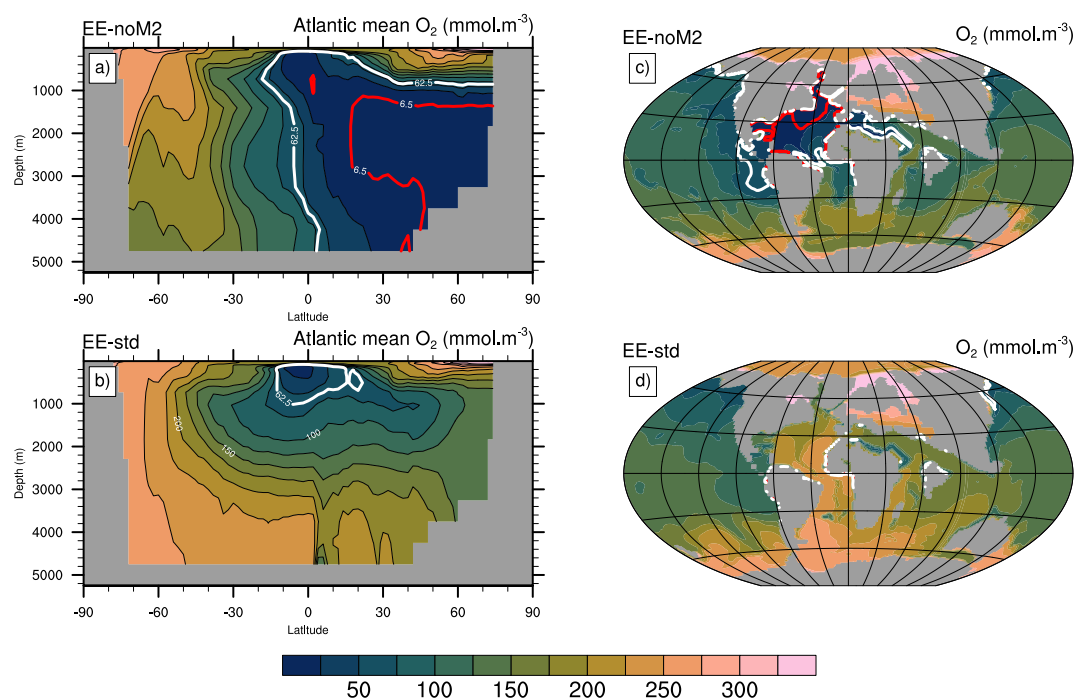 EE-noM2
Atlantic mean O2 (mmol.m-3)
a)
62.5
6.5
62.5
6.5
1000
2000
3000
4000
5000
Depth (m)
-90
-60
-30
0
30
60
90
Latitude
EE-noM2
O2 (mmol.m-3)
c)
EE-std
Atlantic mean O2 (mmol.m-3)
b)
62.5
200
150
100
1000
2000
3000
4000
5000
Depth (m)
-90
-60
-30
0
30
60
90
Latitude
EE-std
O2 (mmol.m-3)
d)
50
100
150
200
250
300